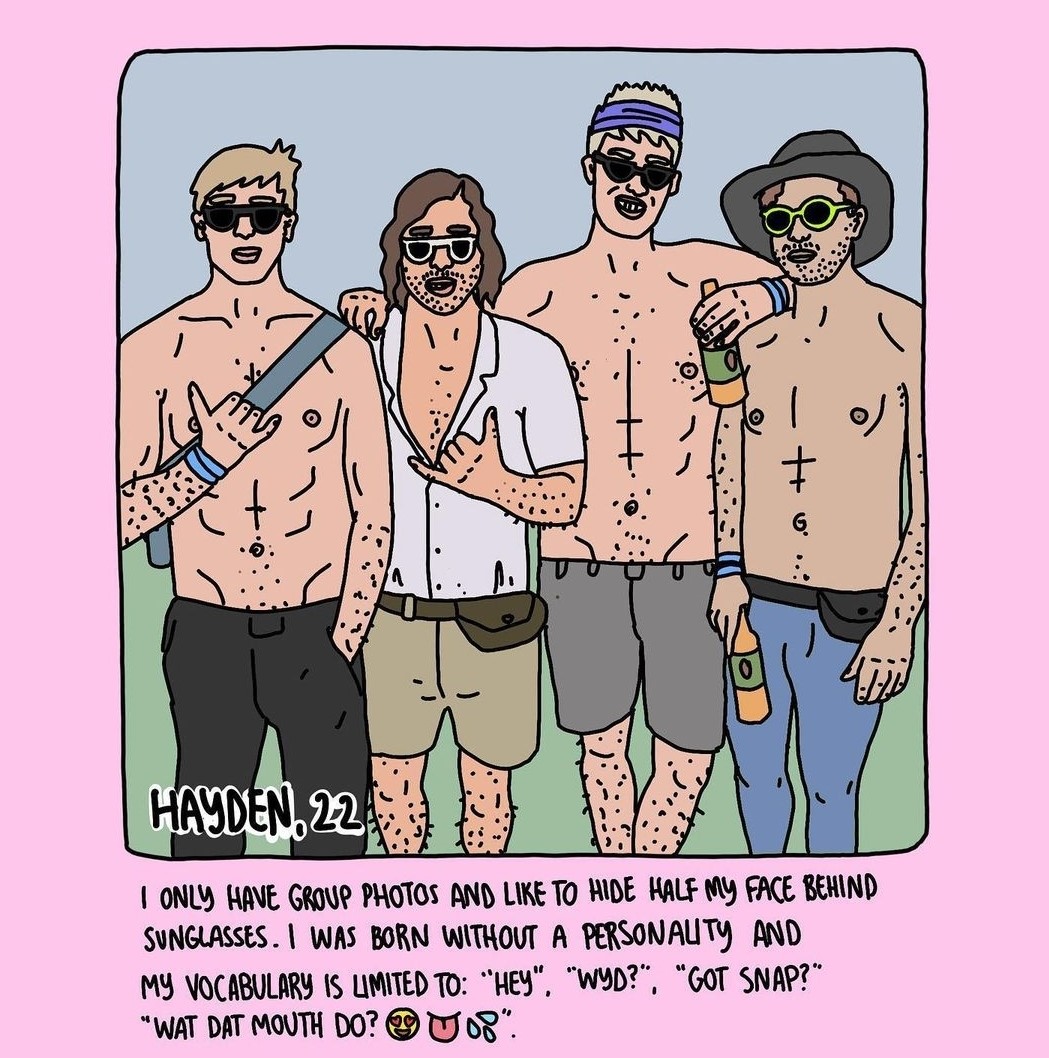 HAYDEN, 22
I ONLY HAVE GROUP PHOTOS AND LIKE TO HIDE HALF MY FACE BEHIND
SUNGLASSES. I WAS BORN WITHOUT A PERSONALITY AND
MY VOCABULARY IS LIMITED TO: "HEY", "WYD?", "GOT SNAP?"
"WAT DAT MOUTH DO? 😍👅💦".